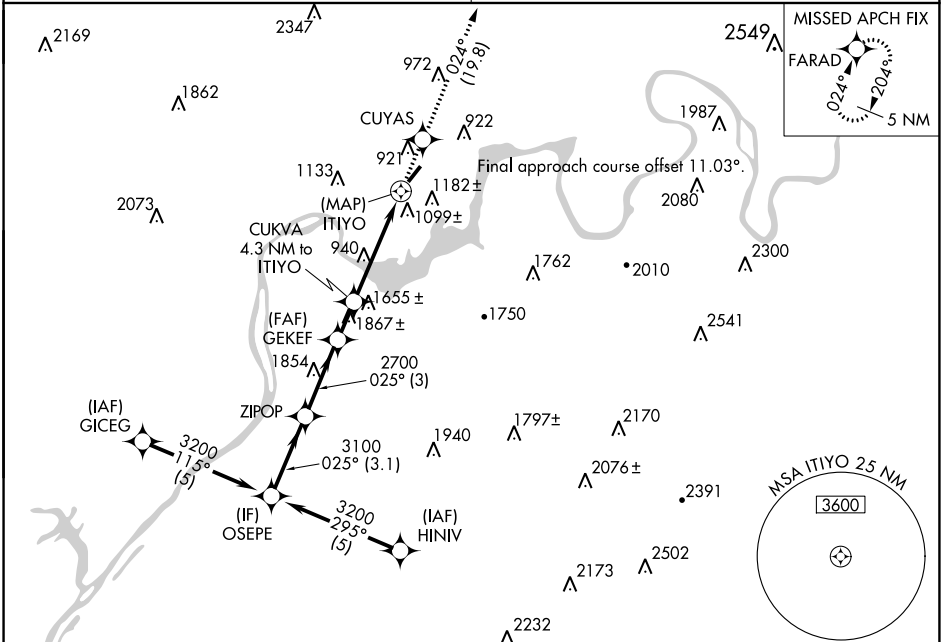 2169
2347
2549
MISSED APCH FIX
FARAD
024°
204°
5 NM
972
024°
(19.8)
1862
CUYAS
922
1987
921
Final approach course offset 11.03°.
1133
1182±
2080
(MAP)
ITIYO
1099±
2073
CUKVA
4.3 NM to
ITIYO
940
1762
2010
2300
1655 ±
1867 ±
1750
(FAF)
GEKEF
2541
1854
2700
025° (3)
(IAF)
GICEG
ZIPOP
3200
115°
(5)
3100
025° (3.1)
1940
1797±
2170
2076 ±
2391
MSA ITIYO 25 NM
3600
(IF)
OSEPE
3200
295°
(5)
(IAF)
HINIV
2502
2173
2232